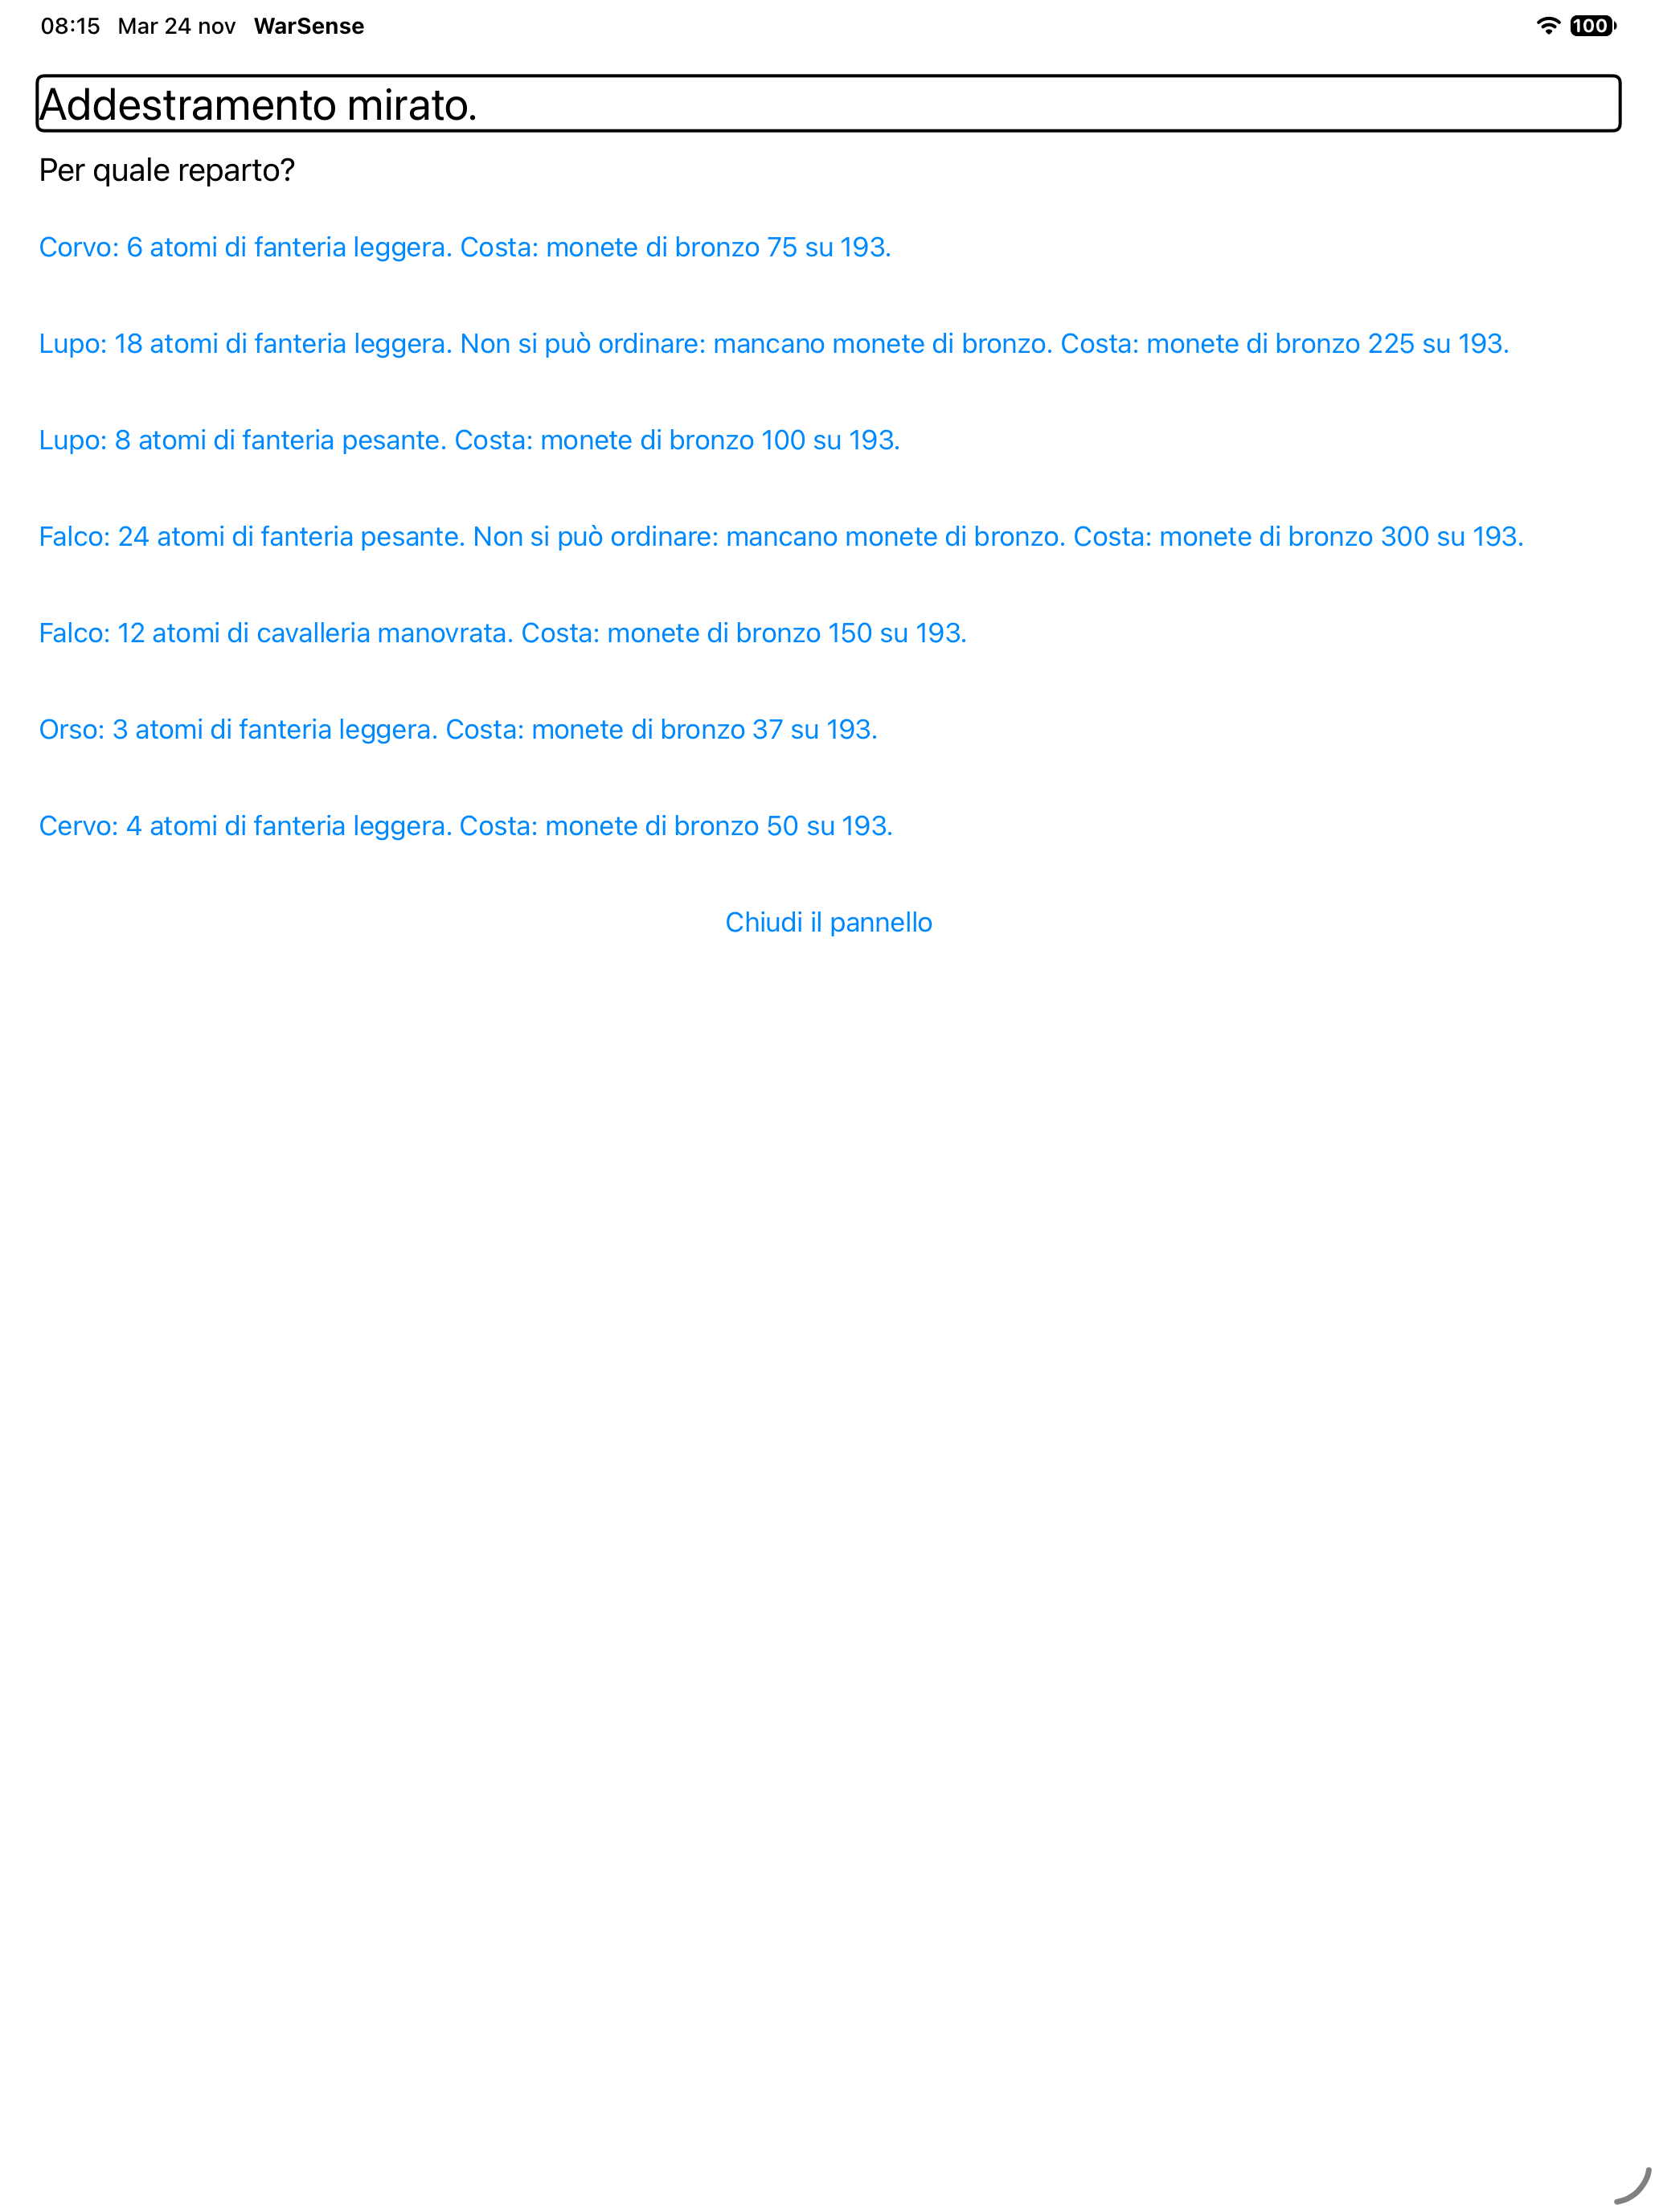 08:15 Mar 24 nov WarSense 100
Addestramento mirato.
Per quale reparto?
Corvo: 6 atomi di fanteria leggera. Costa: monete di bronzo 75 su 193.
Lupo: 18 atomi di fanteria leggera. Non si può ordinare: mancano monete di bronzo. Costa: monete di bronzo 225 su 193.
Lupo: 8 atomi di fanteria pesante. Costa: monete di bronzo 100 su 193.
Falco: 24 atomi di fanteria pesante. Non si può ordinare: mancano monete di bronzo. Costa: monete di bronzo 300 su 193.
Falco: 12 atomi di cavalleria manovrata. Costa: monete di bronzo 150 su 193.
Orso: 3 atomi di fanteria leggera. Costa: monete di bronzo 37 su 193.
Cervo: 4 atomi di fanteria leggera. Costa: monete di bronzo 50 su 193.
Chiudi il pannello